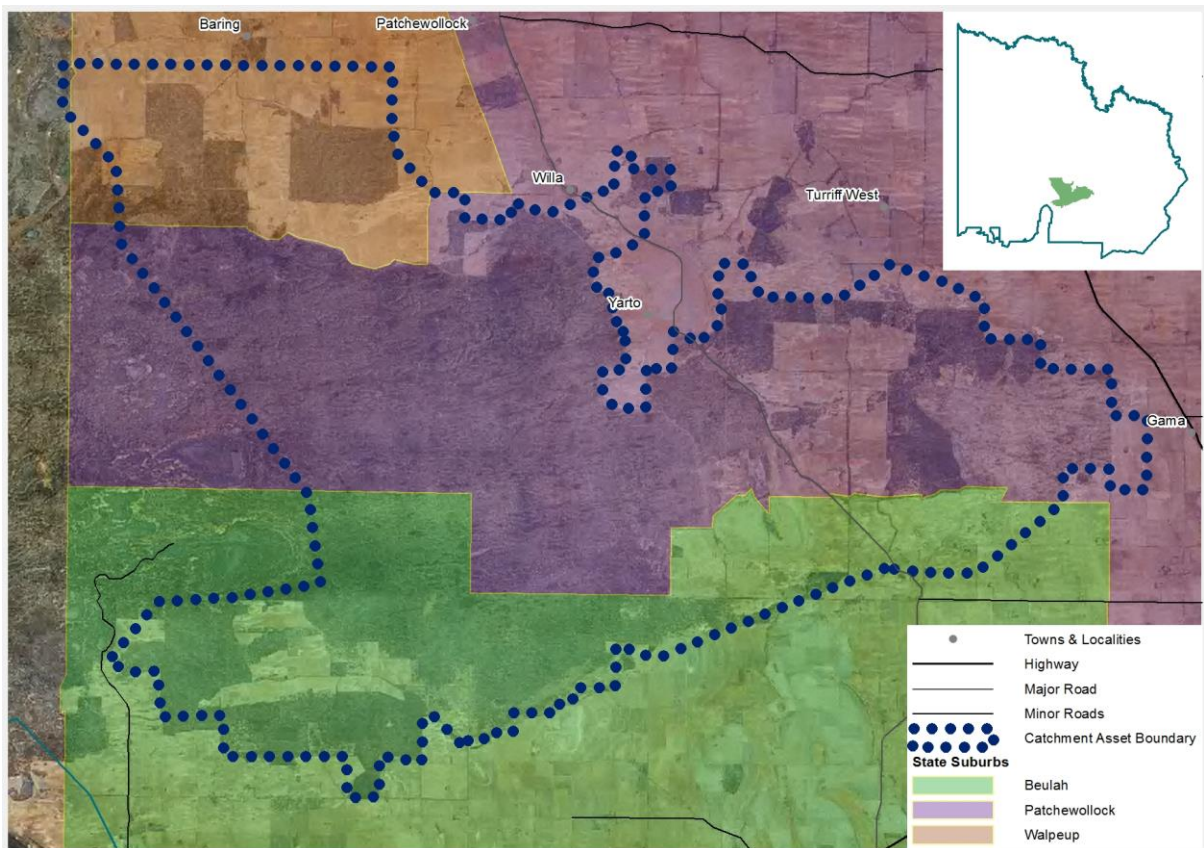 Baring
Patchewollock
Willa
Turriff West
Yarto
Gama
Towns & Localities
Highway
Major Road
Minor Roads
Catchment Asset Boundary
State Suburbs
Beulah
Patchewollock
Walpeup